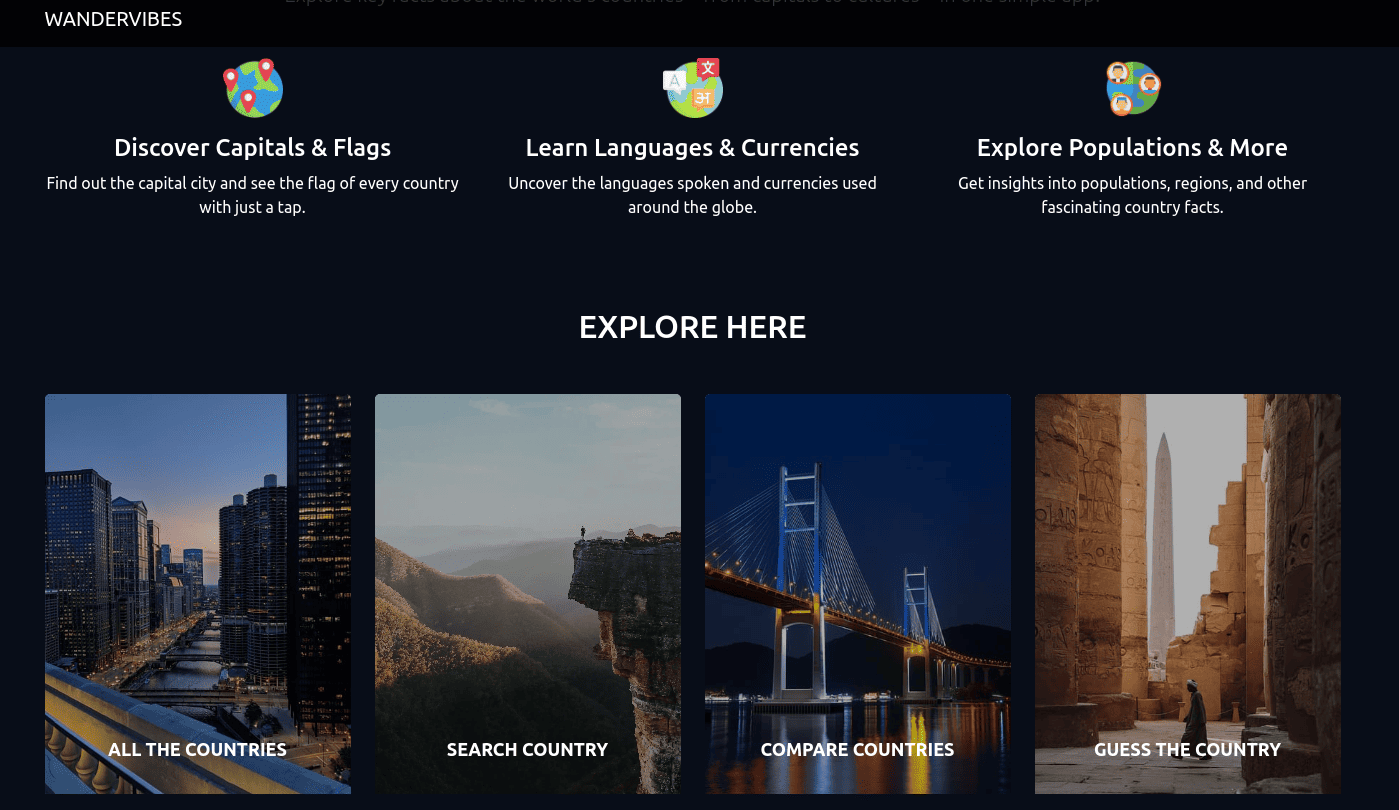 Explore key facts about the world's countries – from capitals to cultures – in one simple app.
WANDERVIBES
A 文 अ
Discover Capitals & Flags
Learn Languages & Currencies
Explore Populations & More
Find out the capital city and see the flag of every country
with just a tap.
Uncover the languages spoken and currencies used
around the globe.
Get insights into populations, regions, and other
fascinating country facts.
EXPLORE HERE
ALL THE COUNTRIES
SEARCH COUNTRY
COMPARE COUNTRIES
GUESS THE COUNTRY